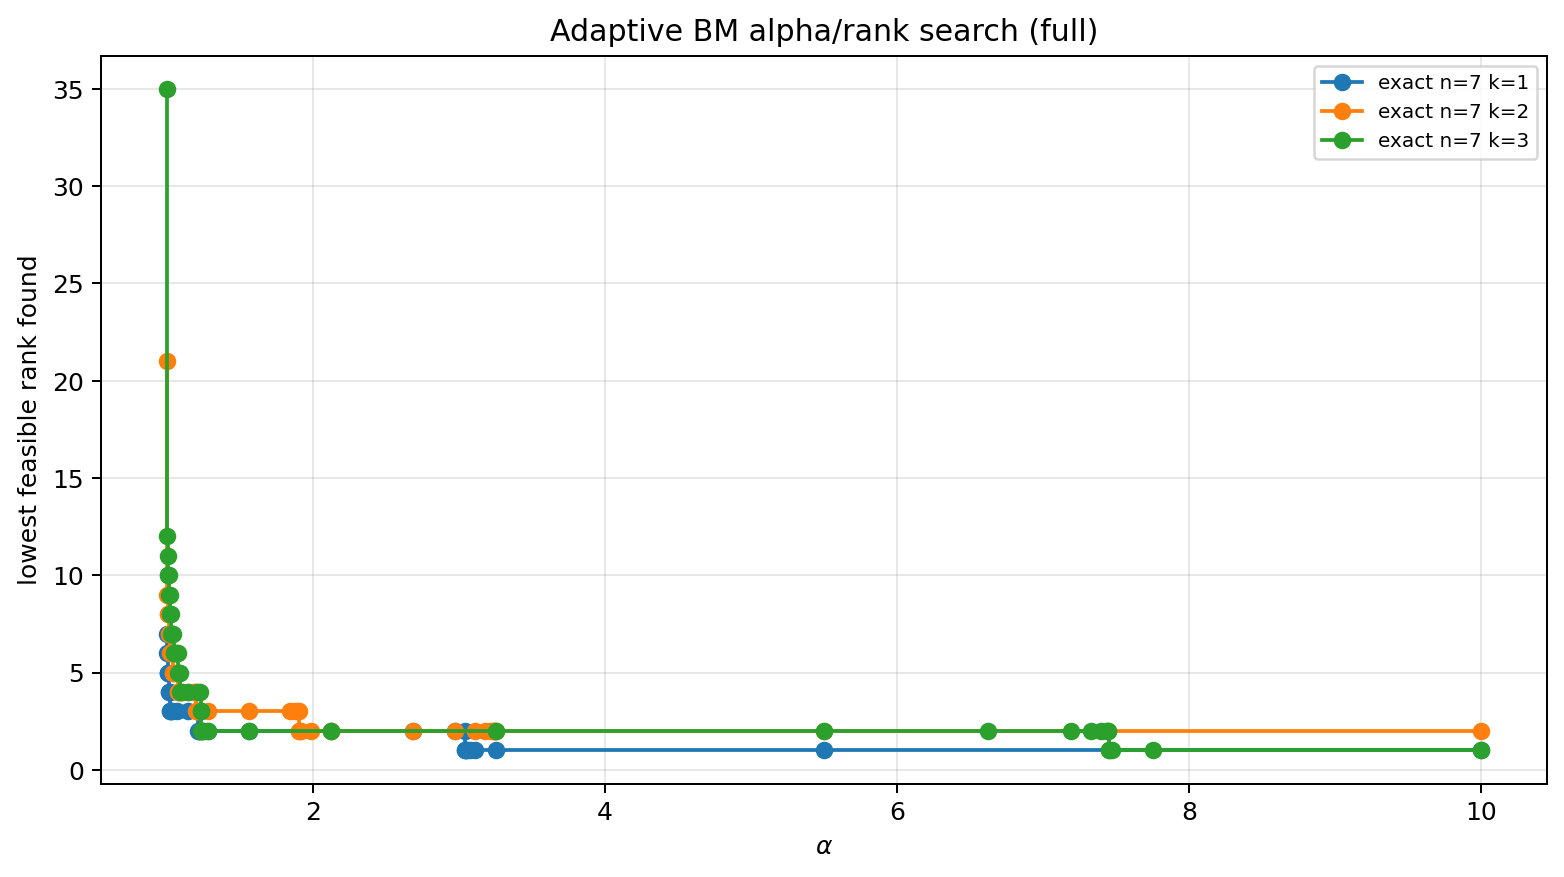 Adaptive BM alpha/rank search (full)
exact n=7 k=1
exact n=7 k=2
exact n=7 k=3
lowest feasible rank found
35
30
25
20
15
10
5
0
2
4
6
8
10
α